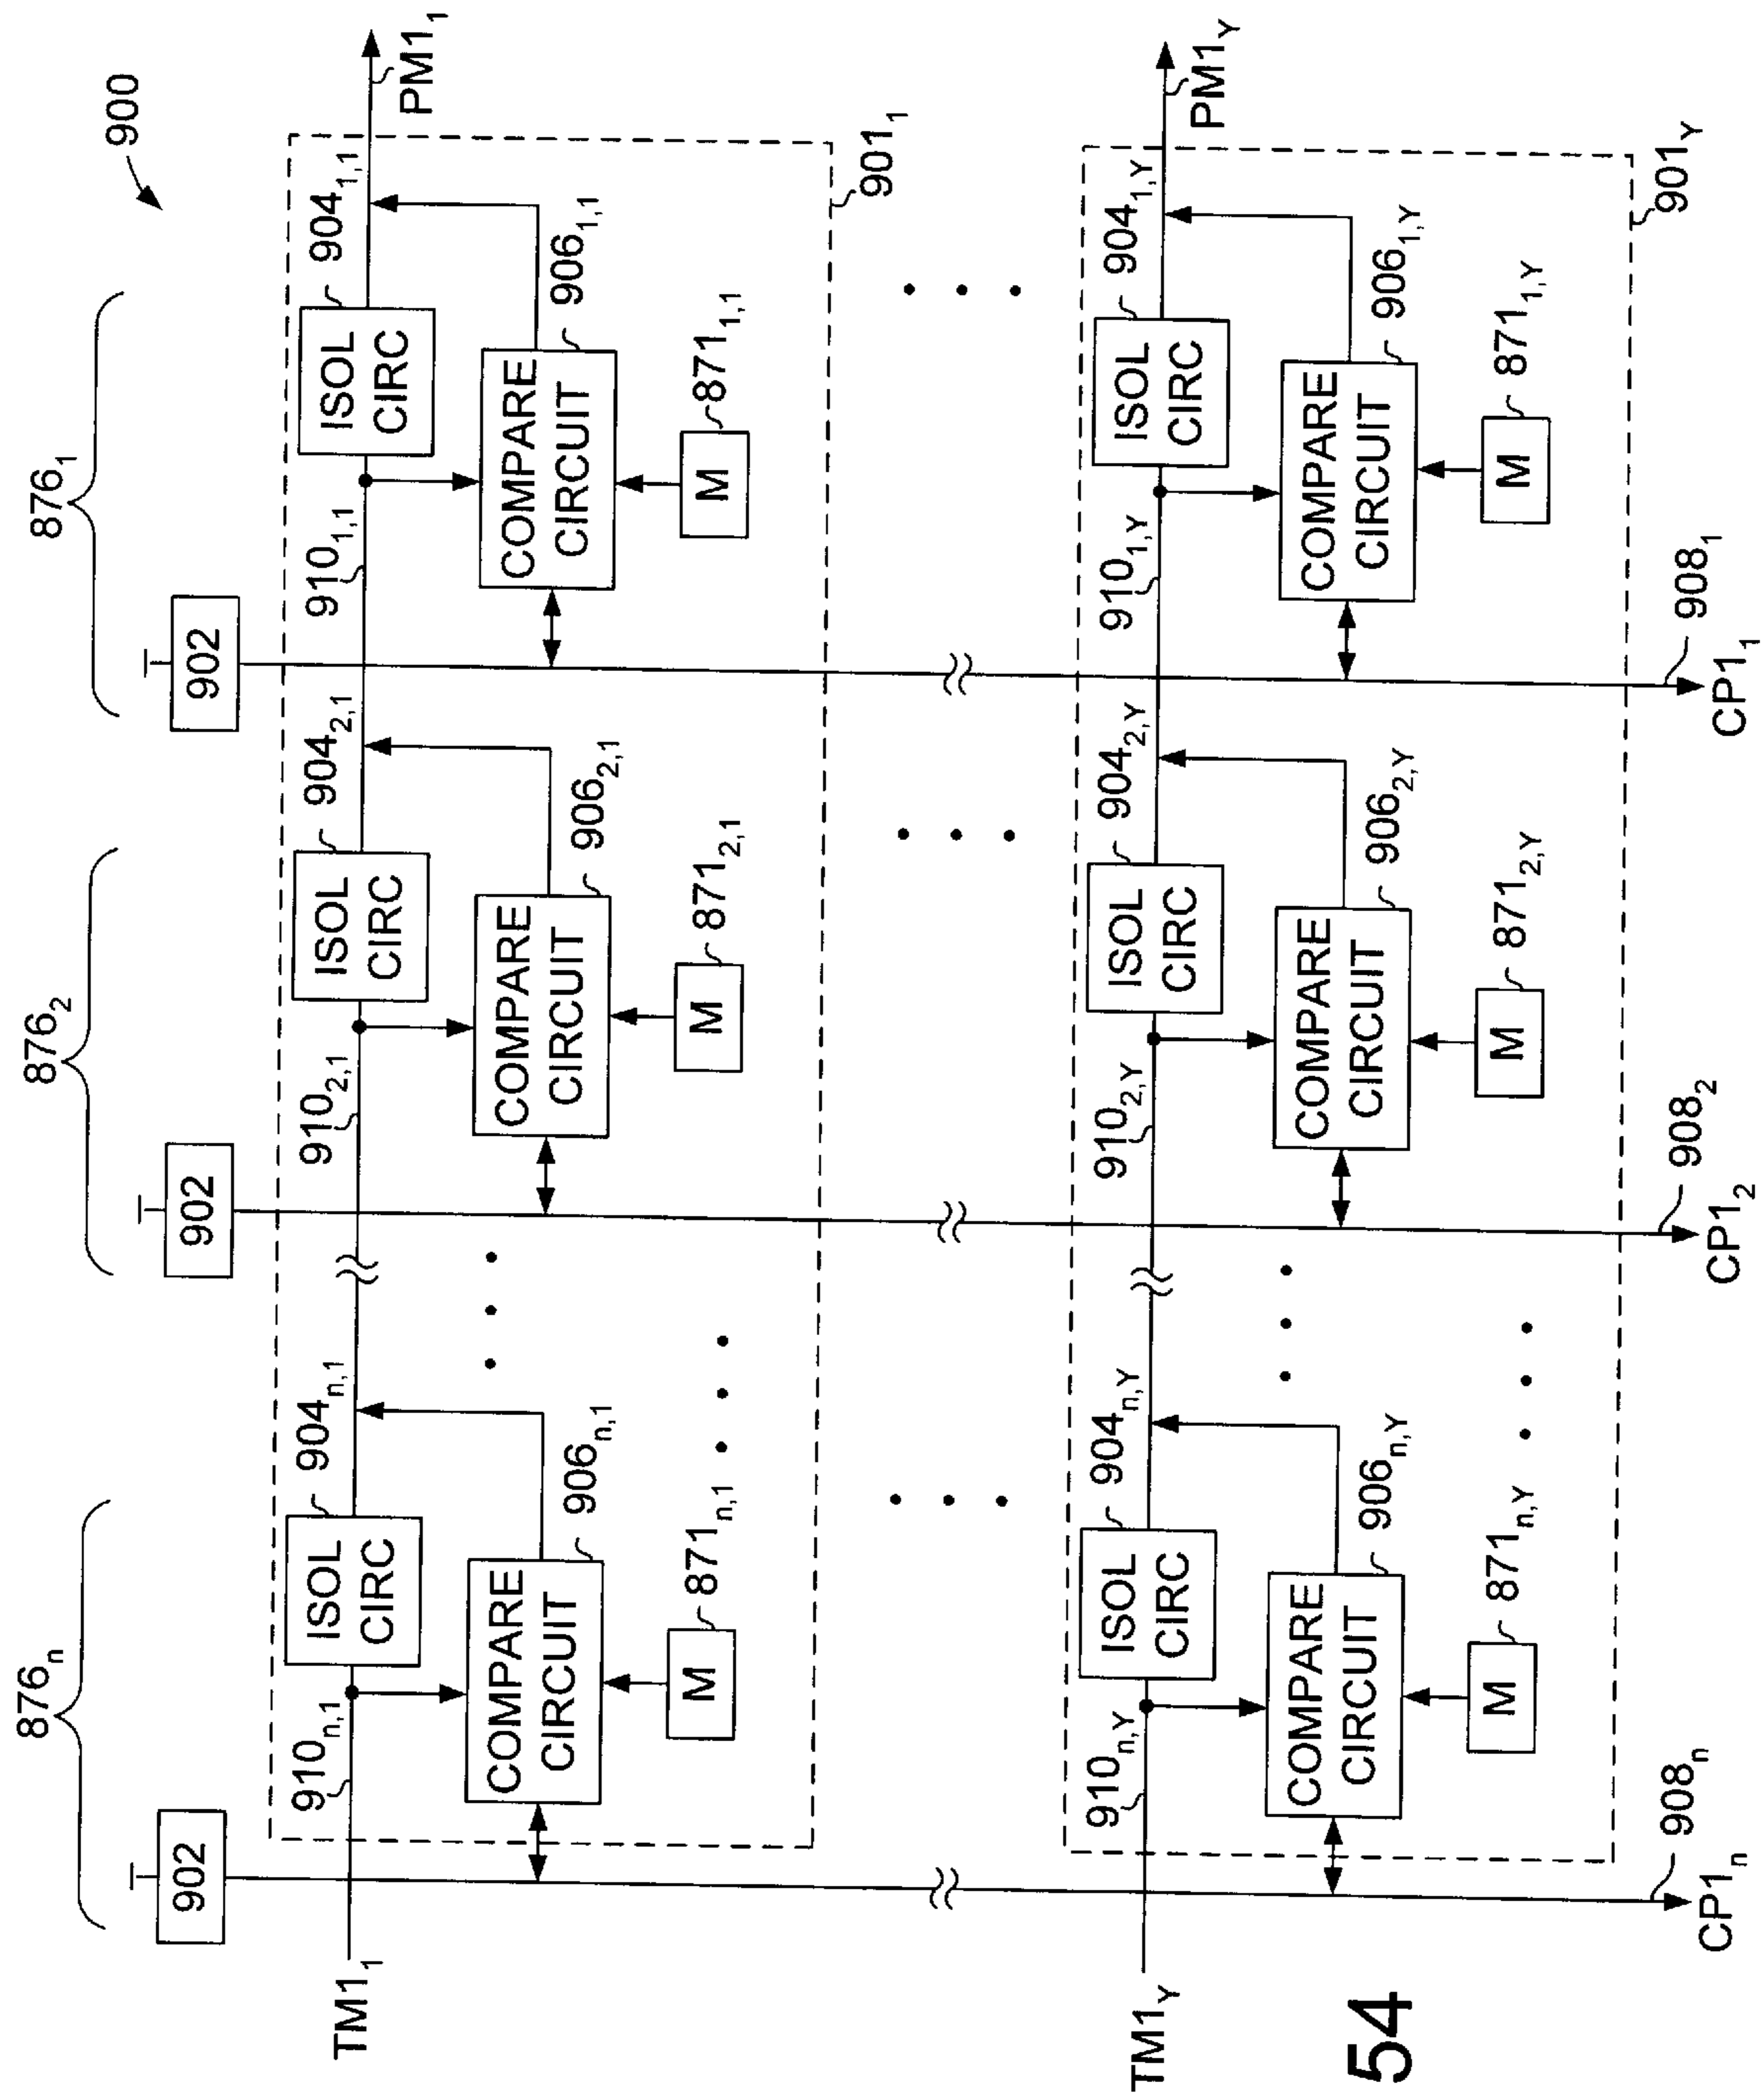 900
876ₙ
876₂
876₁
902
902
902
TM1₁
910ₙ,₁
ISOL
CIRC
904ₙ,₁
910₂,₁
ISOL
CIRC
904₂,₁
910₁,₁
ISOL
CIRC
904₁,₁
PM1₁
COMPARE
CIRCUIT
906ₙ,₁
COMPARE
CIRCUIT
906₂,₁
COMPARE
CIRCUIT
906₁,₁
M
871ₙ,₁
M
871₂,₁
M
871₁,₁
901₁
TM1Y
910n,Y
ISOL
CIRC
904n,Y
9102,Y
ISOL
CIRC
9042,Y
9101,Y
ISOL
CIRC
9041,Y
PM1Y
COMPARE
CIRCUIT
906n,Y
COMPARE
CIRCUIT
9062,Y
COMPARE
CIRCUIT
9061,Y
M
871n,Y
M
8712,Y
M
8711,Y
901Y
908ₙ
908₂
908₁
CP1ₙ
CP1₂
CP1₁
54